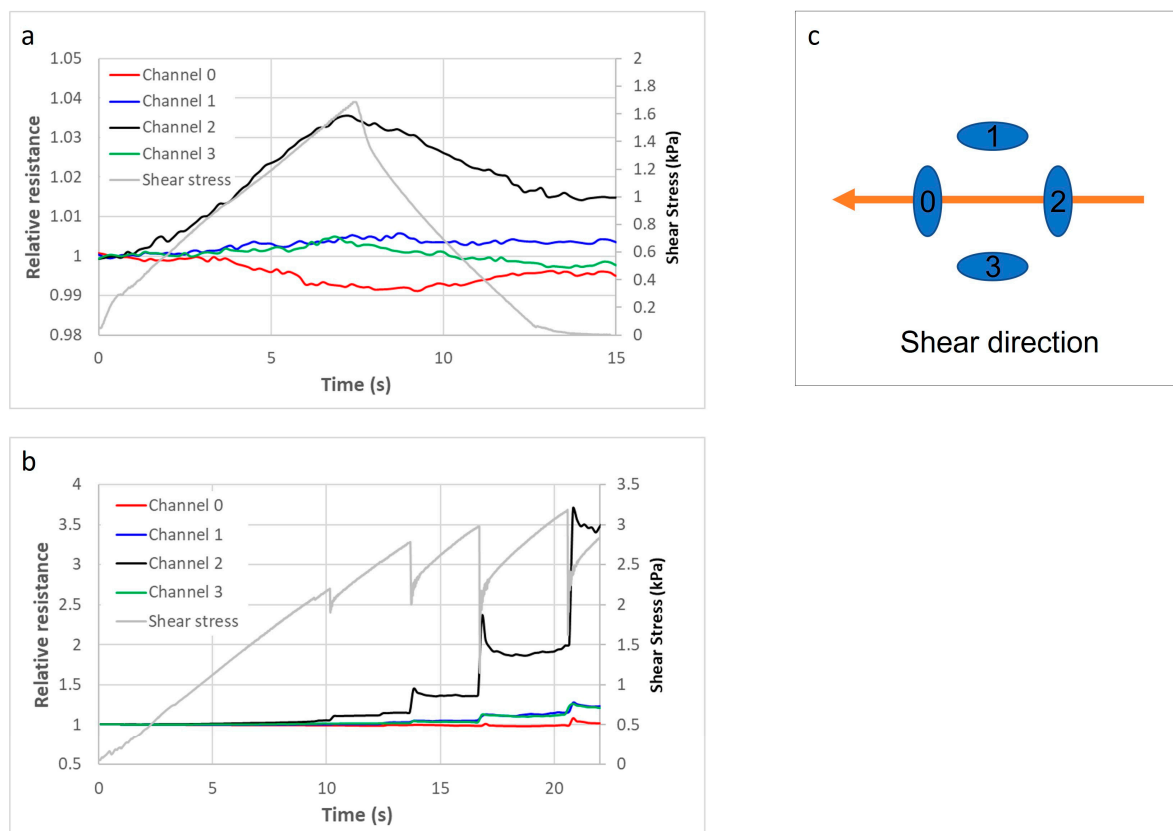 a
1.05
1.04
1.03
1.02
1.01
1
0.99
0.98
Relative resistance
Channel 0
Channel 1
Channel 2
Channel 3
Shear stress
2
1.8
1.6
1.4
1.2
1
0.8
0.6
0.4
0.2
0
Shear Stress (kPa)
0 5 10 15
Time (s)
c
1
0 2
3
Shear direction
b
4
3.5
3
2.5
2
1.5
1
0.5
Relative resistance
Channel 0
Channel 1
Channel 2
Channel 3
Shear stress
3.5
3
2.5
2
1.5
1
0.5
0
Shear Stress (kPa)
0 5 10 15 20
Time (s)